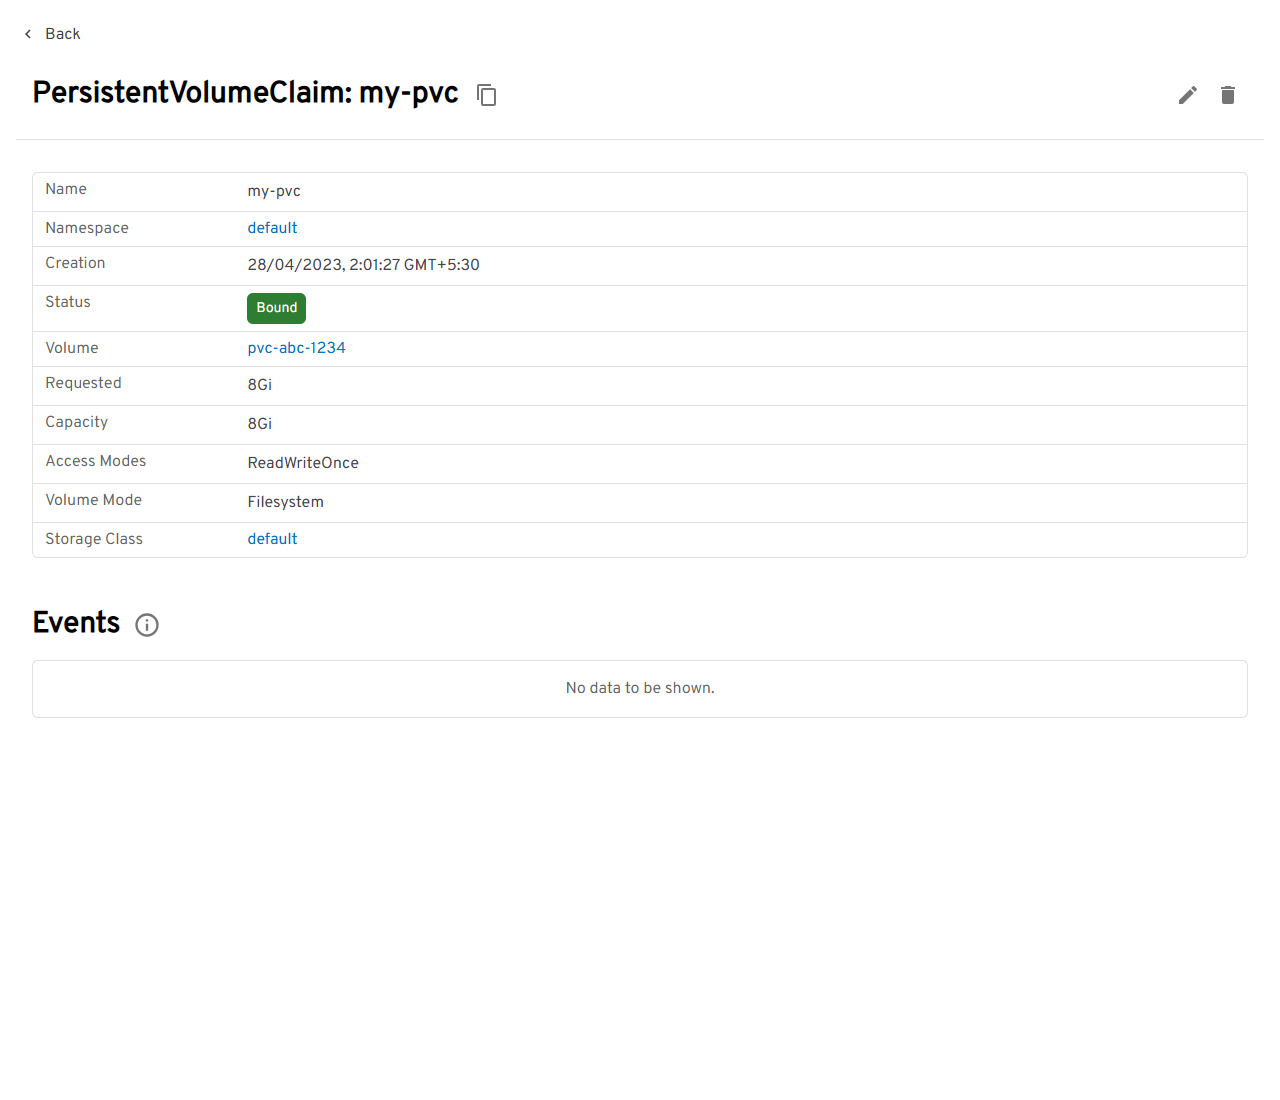 Back
PersistentVolumeClaim: my-pvc
Name my-pvc
Namespace default
Creation 28/04/2023, 2:01:27 GMT+5:30
Status Bound
Volume pvc-abc-1234
Requested 8Gi
Capacity 8Gi
Access Modes ReadWriteOnce
Volume Mode Filesystem
Storage Class default
Events
No data to be shown.